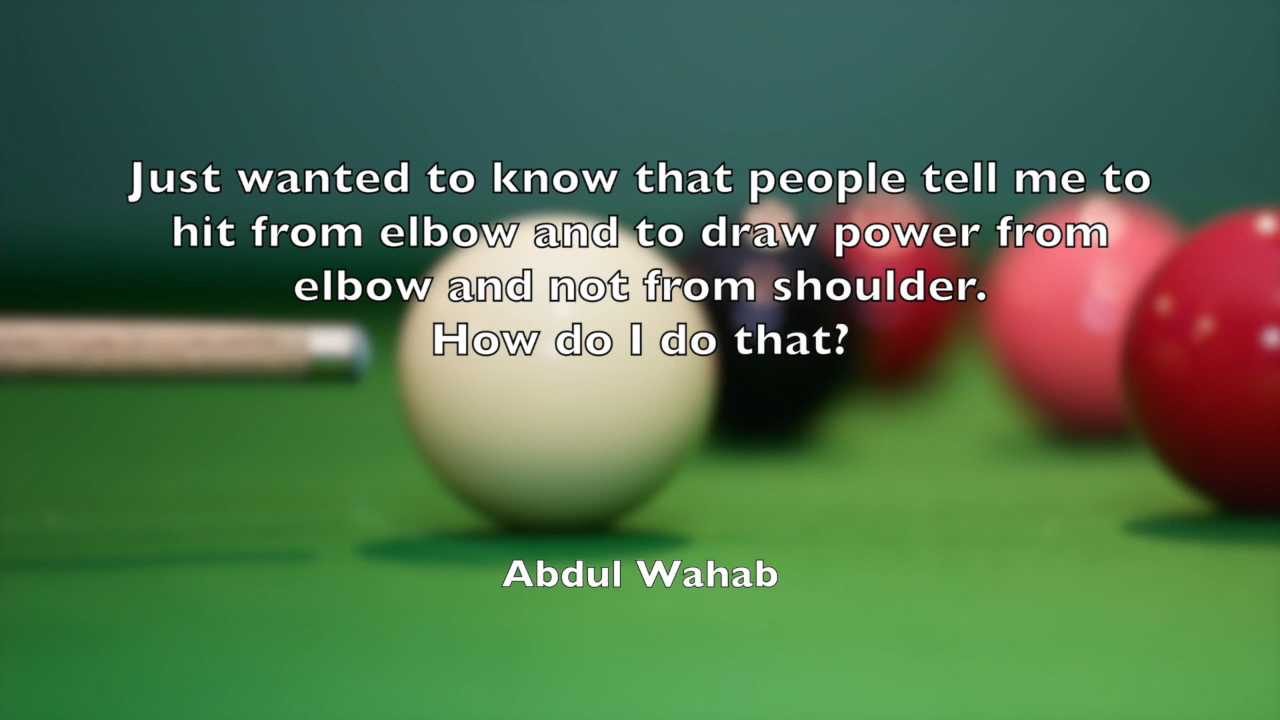 Just wanted to know that people tell me to
hit from elbow and to draw power from
elbow and not from shoulder.
How do I do that?
Abdul Wahab